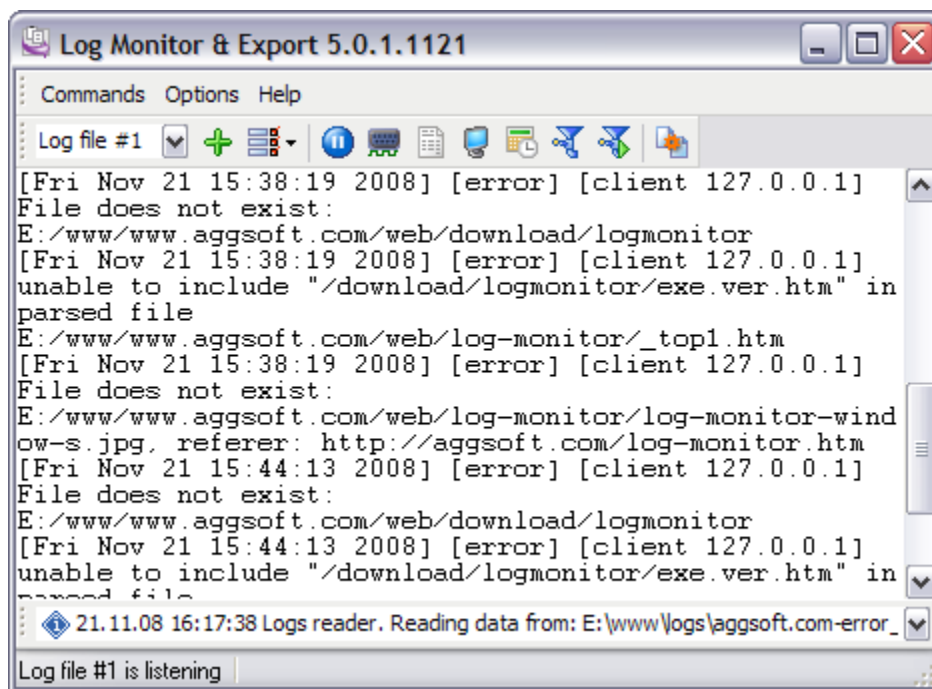 Log Monitor & Export 5.0.1.1121
Commands Options Help
Log file #1
[Fri Nov 21 15:38:19 2008] [error] [client 127.0.0.1]
File does not exist:
E:/www/www.aggsoft.com/web/download/logmonitor
[Fri Nov 21 15:38:19 2008] [error] [client 127.0.0.1]
unable to include "/download/logmonitor/exe.ver.htm" in
parsed file
E:/www/www.aggsoft.com/web/log-monitor/_top1.htm
[Fri Nov 21 15:38:19 2008] [error] [client 127.0.0.1]
File does not exist:
E:/www/www.aggsoft.com/web/log-monitor/log-monitor-wind
ow-s.jpg, referer: http://aggsoft.com/log-monitor.htm
[Fri Nov 21 15:44:13 2008] [error] [client 127.0.0.1]
File does not exist:
E:/www/www.aggsoft.com/web/download/logmonitor
[Fri Nov 21 15:44:13 2008] [error] [client 127.0.0.1]
unable to include "/download/logmonitor/exe.ver.htm" in
parsed file
21.11.08 16:17:38 Logs reader. Reading data from: E:\www\logs\aggsoft.com-error_
Log file #1 is listening